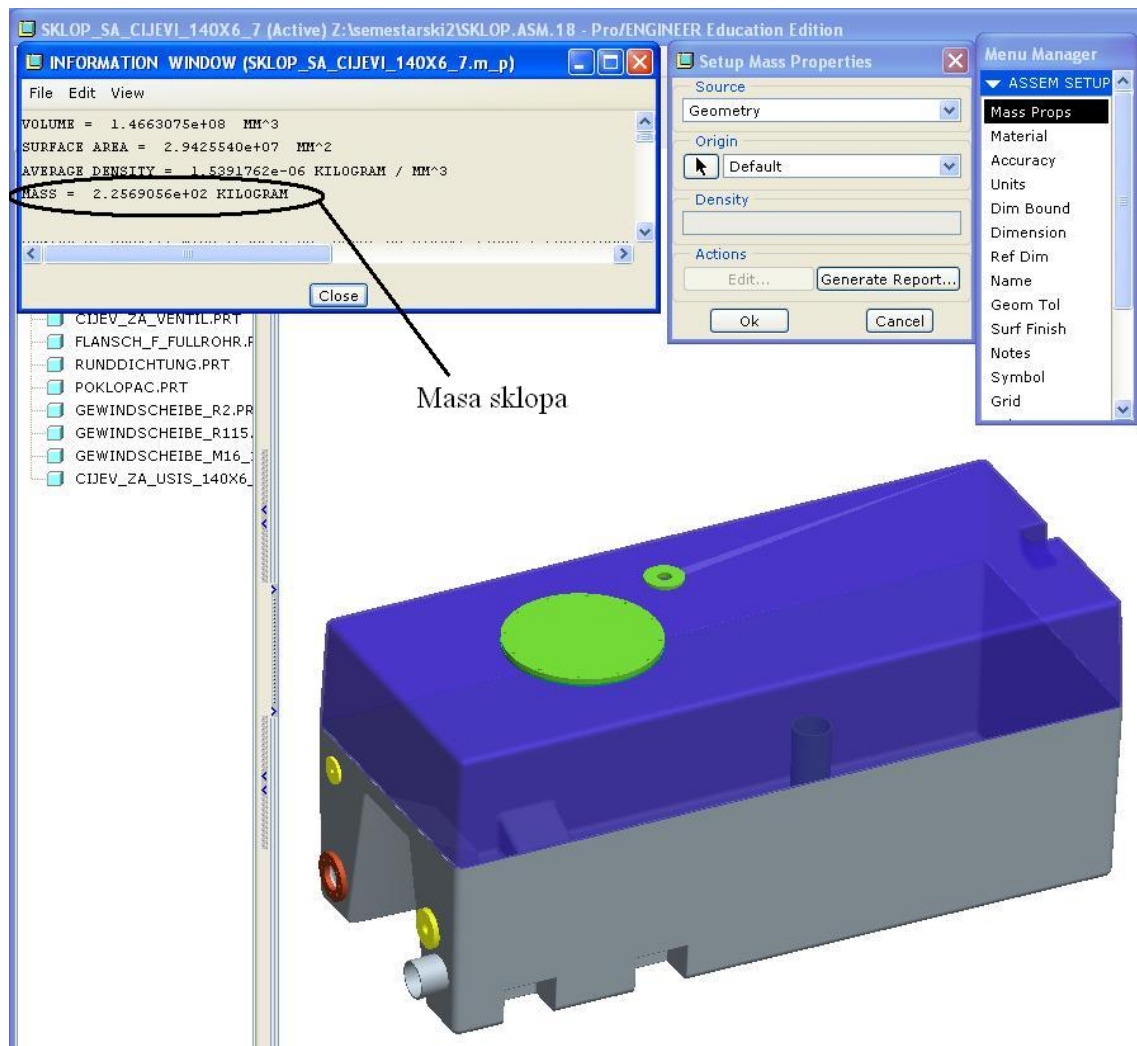 SKLOP_SA_CIJEVI_140X6_7 (Active) Z:\semestarski2\SKLOP.ASM.18 - Pro/ENGINEER Education Edition
INFORMATION WINDOW (SKLOP_SA_CIJEVI_140X6_7.m_p)
File Edit View
VOLUME = 1.4663075e+08 MM^3
SURFACE AREA = 2.9425540e+07 MM^2
AVERAGE DENSITY = 1.5391762e-06 KILOGRAM / MM^3
MASS = 2.2569056e+02 KILOGRAM
Close
Setup Mass Properties
Source
Geometry
Origin
Default
Density
Actions
Edit... Generate Report...
Ok Cancel
Menu Manager
ASSEM SETUP
Mass Props
Material
Accuracy
Units
Dim Bound
Dimension
Ref Dim
Name
Geom Tol
Surf Finish
Notes
Symbol
Grid
CIJEV_ZA_VENTIL.PRT
FLANSCH_F_FULLROHR.F
RUNDDICHTUNG.PRT
POKLOPAC.PRT
GEWINDSCHEIBE_R2.PR
GEWINDSCHEIBE_R115.
GEWINDSCHEIBE_M16_
CIJEV_ZA_USIS_140X6_
Masa sklopa